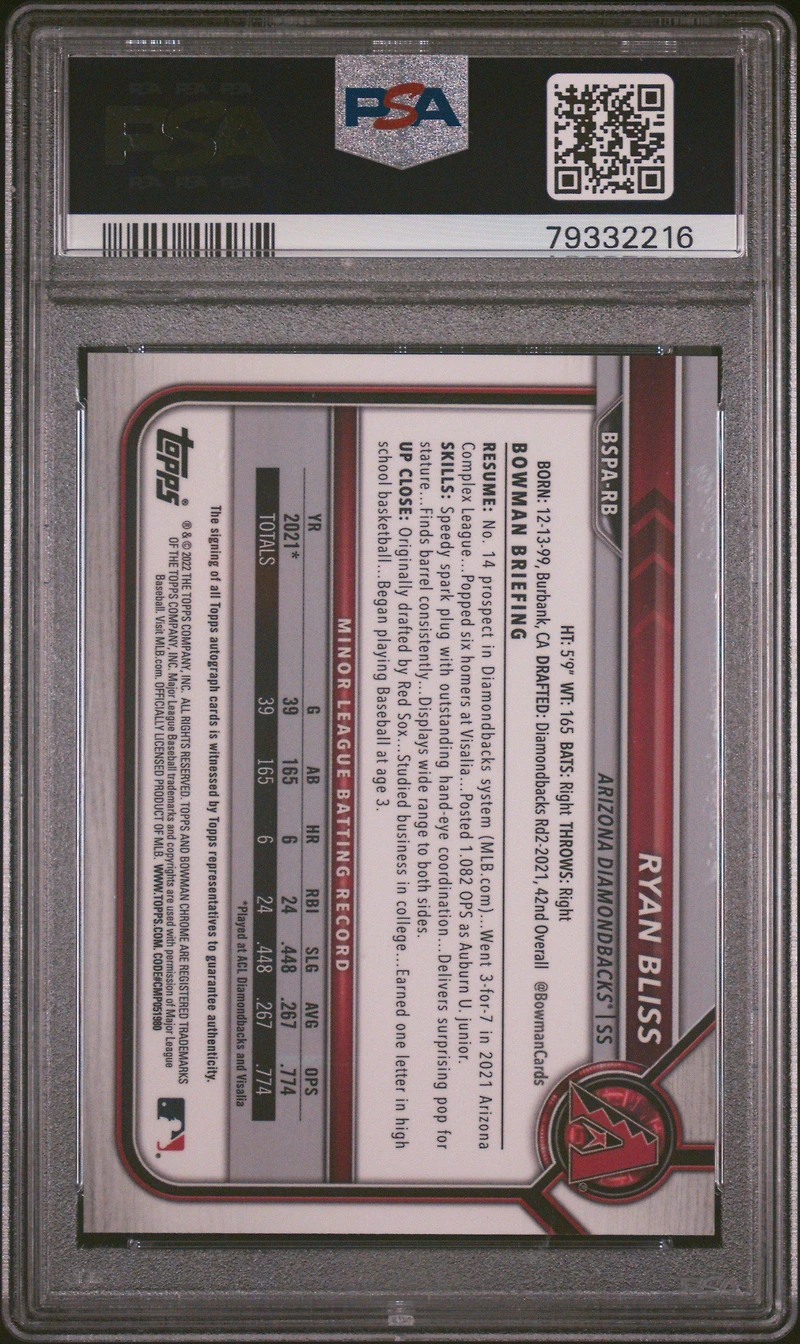 PSA
79332216
RYAN BLISS
ARIZONA DIAMONDBACKS® | SS
BSPA-RB
HT: 5'9" WT: 165 BATS: Right THROWS: Right
BORN: 12-13-99, Burbank, CA DRAFTED: Diamondbacks Rd2-2021, 42nd Overall @BowmanCards
BOWMAN BRIEFING
RESUME: No. 14 prospect in Diamondbacks system (MLB.com)...Went 3-for-7 in 2021 Arizona
Complex League...Popped six homers at Visalia...Posted 1.082 OPS as Auburn U. junior.
SKILLS: Speedy spark plug with outstanding hand-eye coordination...Delivers surprising pop for
stature...Finds barrel consistently...Displays wide range to both sides.
UP CLOSE: Originally drafted by Red Sox...Studied business in college...Earned one letter in high
school basketball...Began playing Baseball at age 3.
MINOR LEAGUE BATTING RECORD
YR G AB HR RBI SLG AVG OPS
2021* 39 165 6 24 .448 .267 .774
TOTALS 39 165 6 24 .448 .267 .774
*Played at ACL Diamondbacks and Visalia
The signing of all Topps autograph cards is witnessed by Topps representatives to guarantee authenticity.
topps®
® & © 2022 THE TOPPS COMPANY, INC. ALL RIGHTS RESERVED. TOPPS AND BOWMAN CHROME ARE REGISTERED TRADEMARKS
OF THE TOPPS COMPANY, INC. Major League Baseball trademarks and copyrights are used with permission of Major League
Baseball. Visit MLB.com. OFFICIALLY LICENSED PRODUCT OF MLB. WWW.TOPPS.COM. CODE#CMP051980